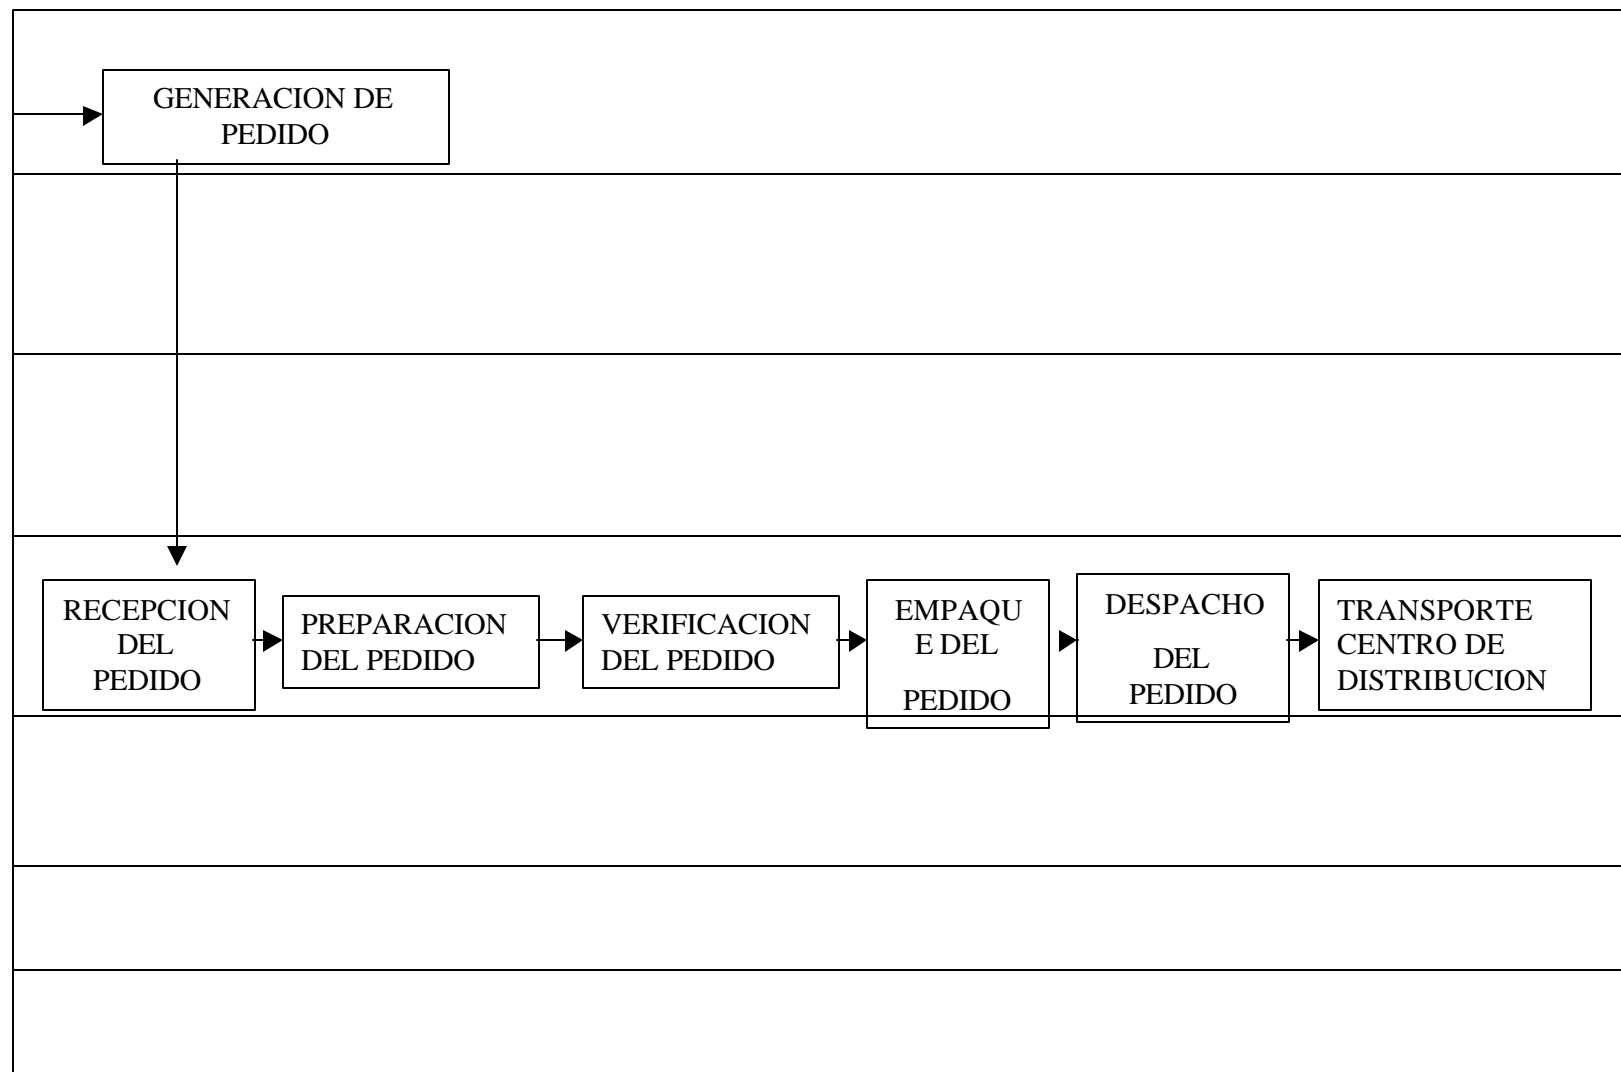 GENERACION DE
PEDIDO
RECEPCION
DEL
PEDIDO
PREPARACION
DEL PEDIDO
VERIFICACION
DEL PEDIDO
EMPAQU
E DEL
PEDIDO
DESPACHO
DEL
PEDIDO
TRANSPORTE
CENTRO DE
DISTRIBUCION